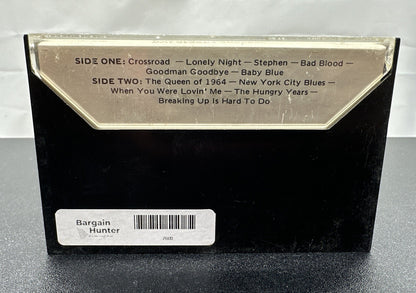 SIDE ONE: Crossroad — Lonely Night — Stephen — Bad Blood —
Goodman Goodbye — Baby Blue
SIDE TWO: The Queen of 1964 — New York City Blues —
When You Were Lovin' Me — The Hungry Years —
Breaking Up Is Hard To Do
Bargain
Hunter